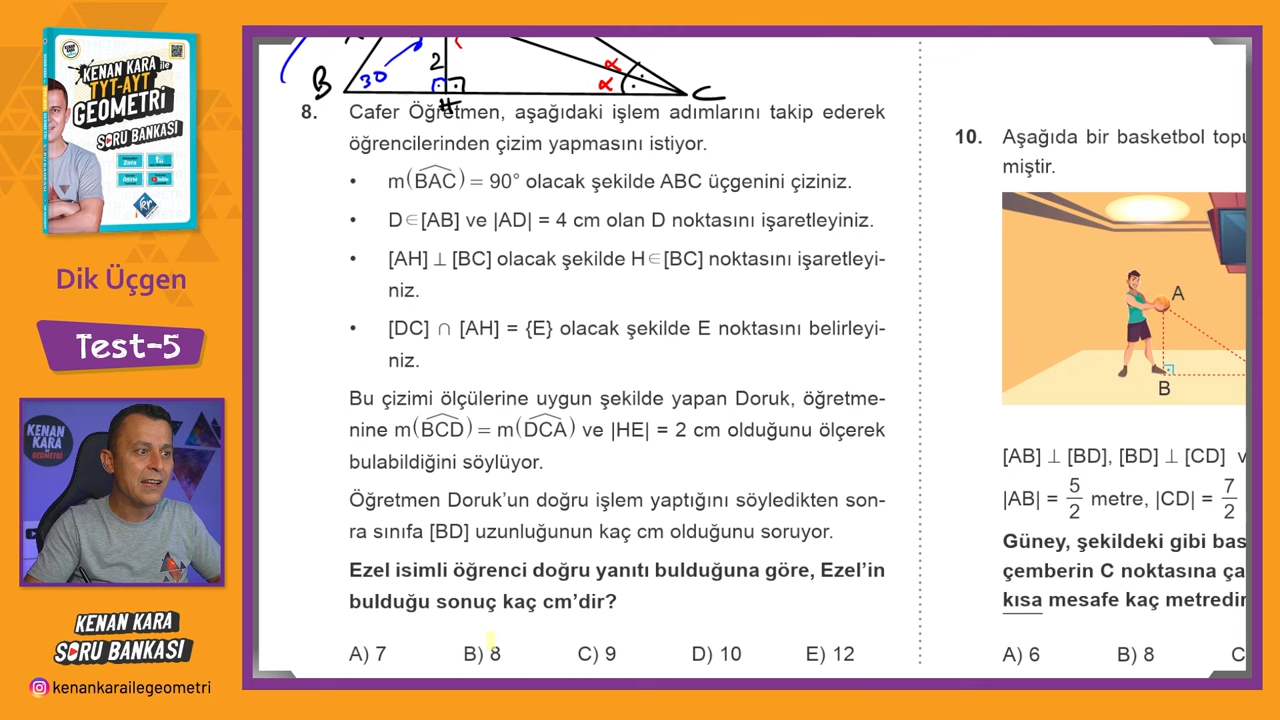 KENAN KARA ile
TYT-AYT
GEOMETRİ
SORU BANKASI
Dik Üçgen
Test-5
KENAN
KARA
KENAN KARA
SORU BANKASI
kenankarailegeometri
2
α
B
30
α
C
H
8. Cafer Öğretmen, aşağıdaki işlem adımlarını takip ederek
öğrencilerinden çizim yapmasını istiyor.
• m(BAC) = 90° olacak şekilde ABC üçgenini çiziniz.
• D∈[AB] ve |AD| = 4 cm olan D noktasını işaretleyiniz.
• [AH] ⊥ [BC] olacak şekilde H∈[BC] noktasını işaretleyi-
niz.
• [DC] ∩ [AH] = {E} olacak şekilde E noktasını belirleyi-
niz.
Bu çizimi ölçülerine uygun şekilde yapan Doruk, öğretme-
nine m(BCD) = m(DCA) ve |HE| = 2 cm olduğunu ölçerek
bulabildiğini söylüyor.
Öğretmen Doruk’un doğru işlem yaptığını söyledikten son-
ra sınıfa [BD] uzunluğunun kaç cm olduğunu soruyor.
Ezel isimli öğrenci doğru yanıtı bulduğuna göre, Ezel’in
bulduğu sonuç kaç cm’dir?
A) 7 B) 8 C) 9 D) 10 E) 12
10. Aşağıda bir basketbol topu
miştir.
A
B
[AB] ⊥ [BD], [BD] ⊥ [CD] v
|AB| = 5/2 metre, |CD| = 7/2
Güney, şekildeki gibi bas
çemberin C noktasına ça
kısa mesafe kaç metredir
A) 6 B) 8 C